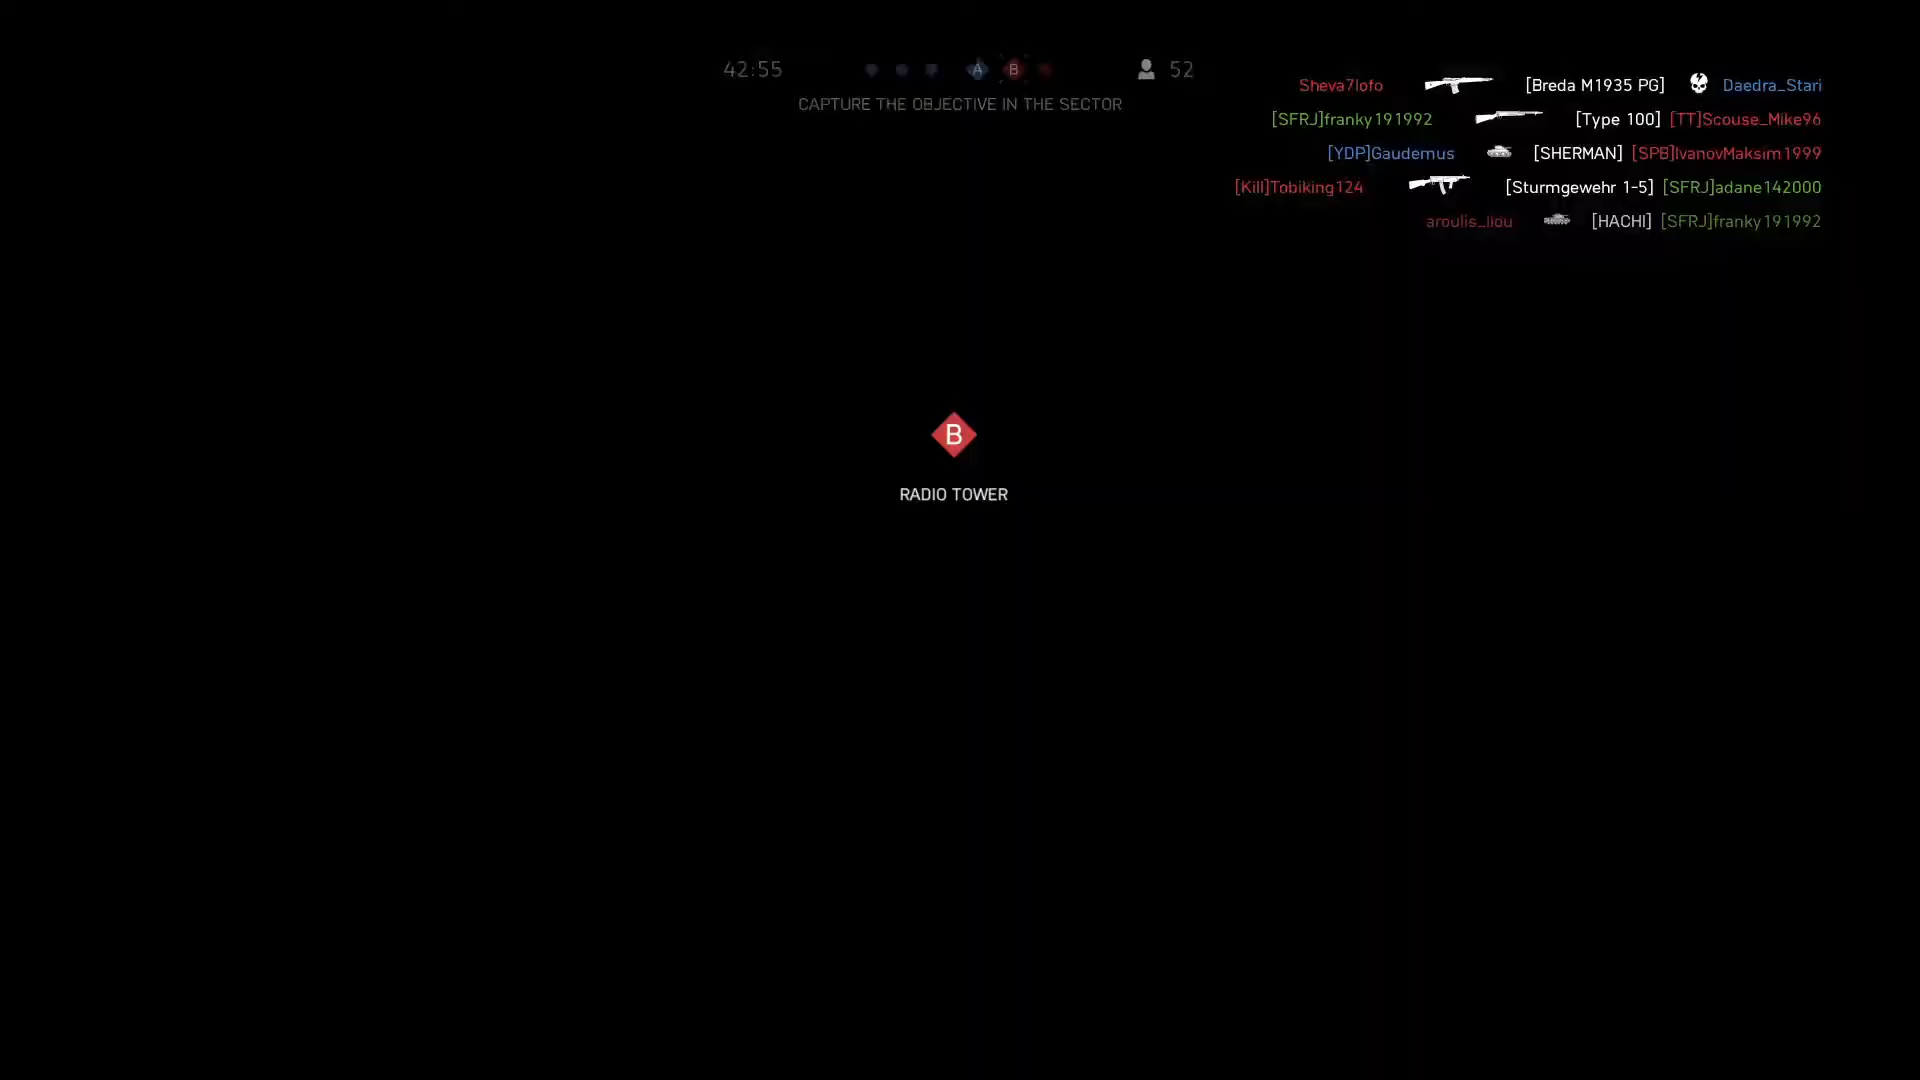 42:55 A B 52
CAPTURE THE OBJECTIVE IN THE SECTOR
Sheva7lofo [Breda M1935 PG] Daedra_Stari
[SFRJ]franky191992 [Type 100] [TT]Scouse_Mike96
[YDP]Gaudemus [SHERMAN] [SPB]IvanovMaksim1999
[Kill]Tobiking124 [Sturmgewehr 1-5] [SFRJ]adane142000
aroulis_liou [HACHI] [SFRJ]franky191992
B
RADIO TOWER